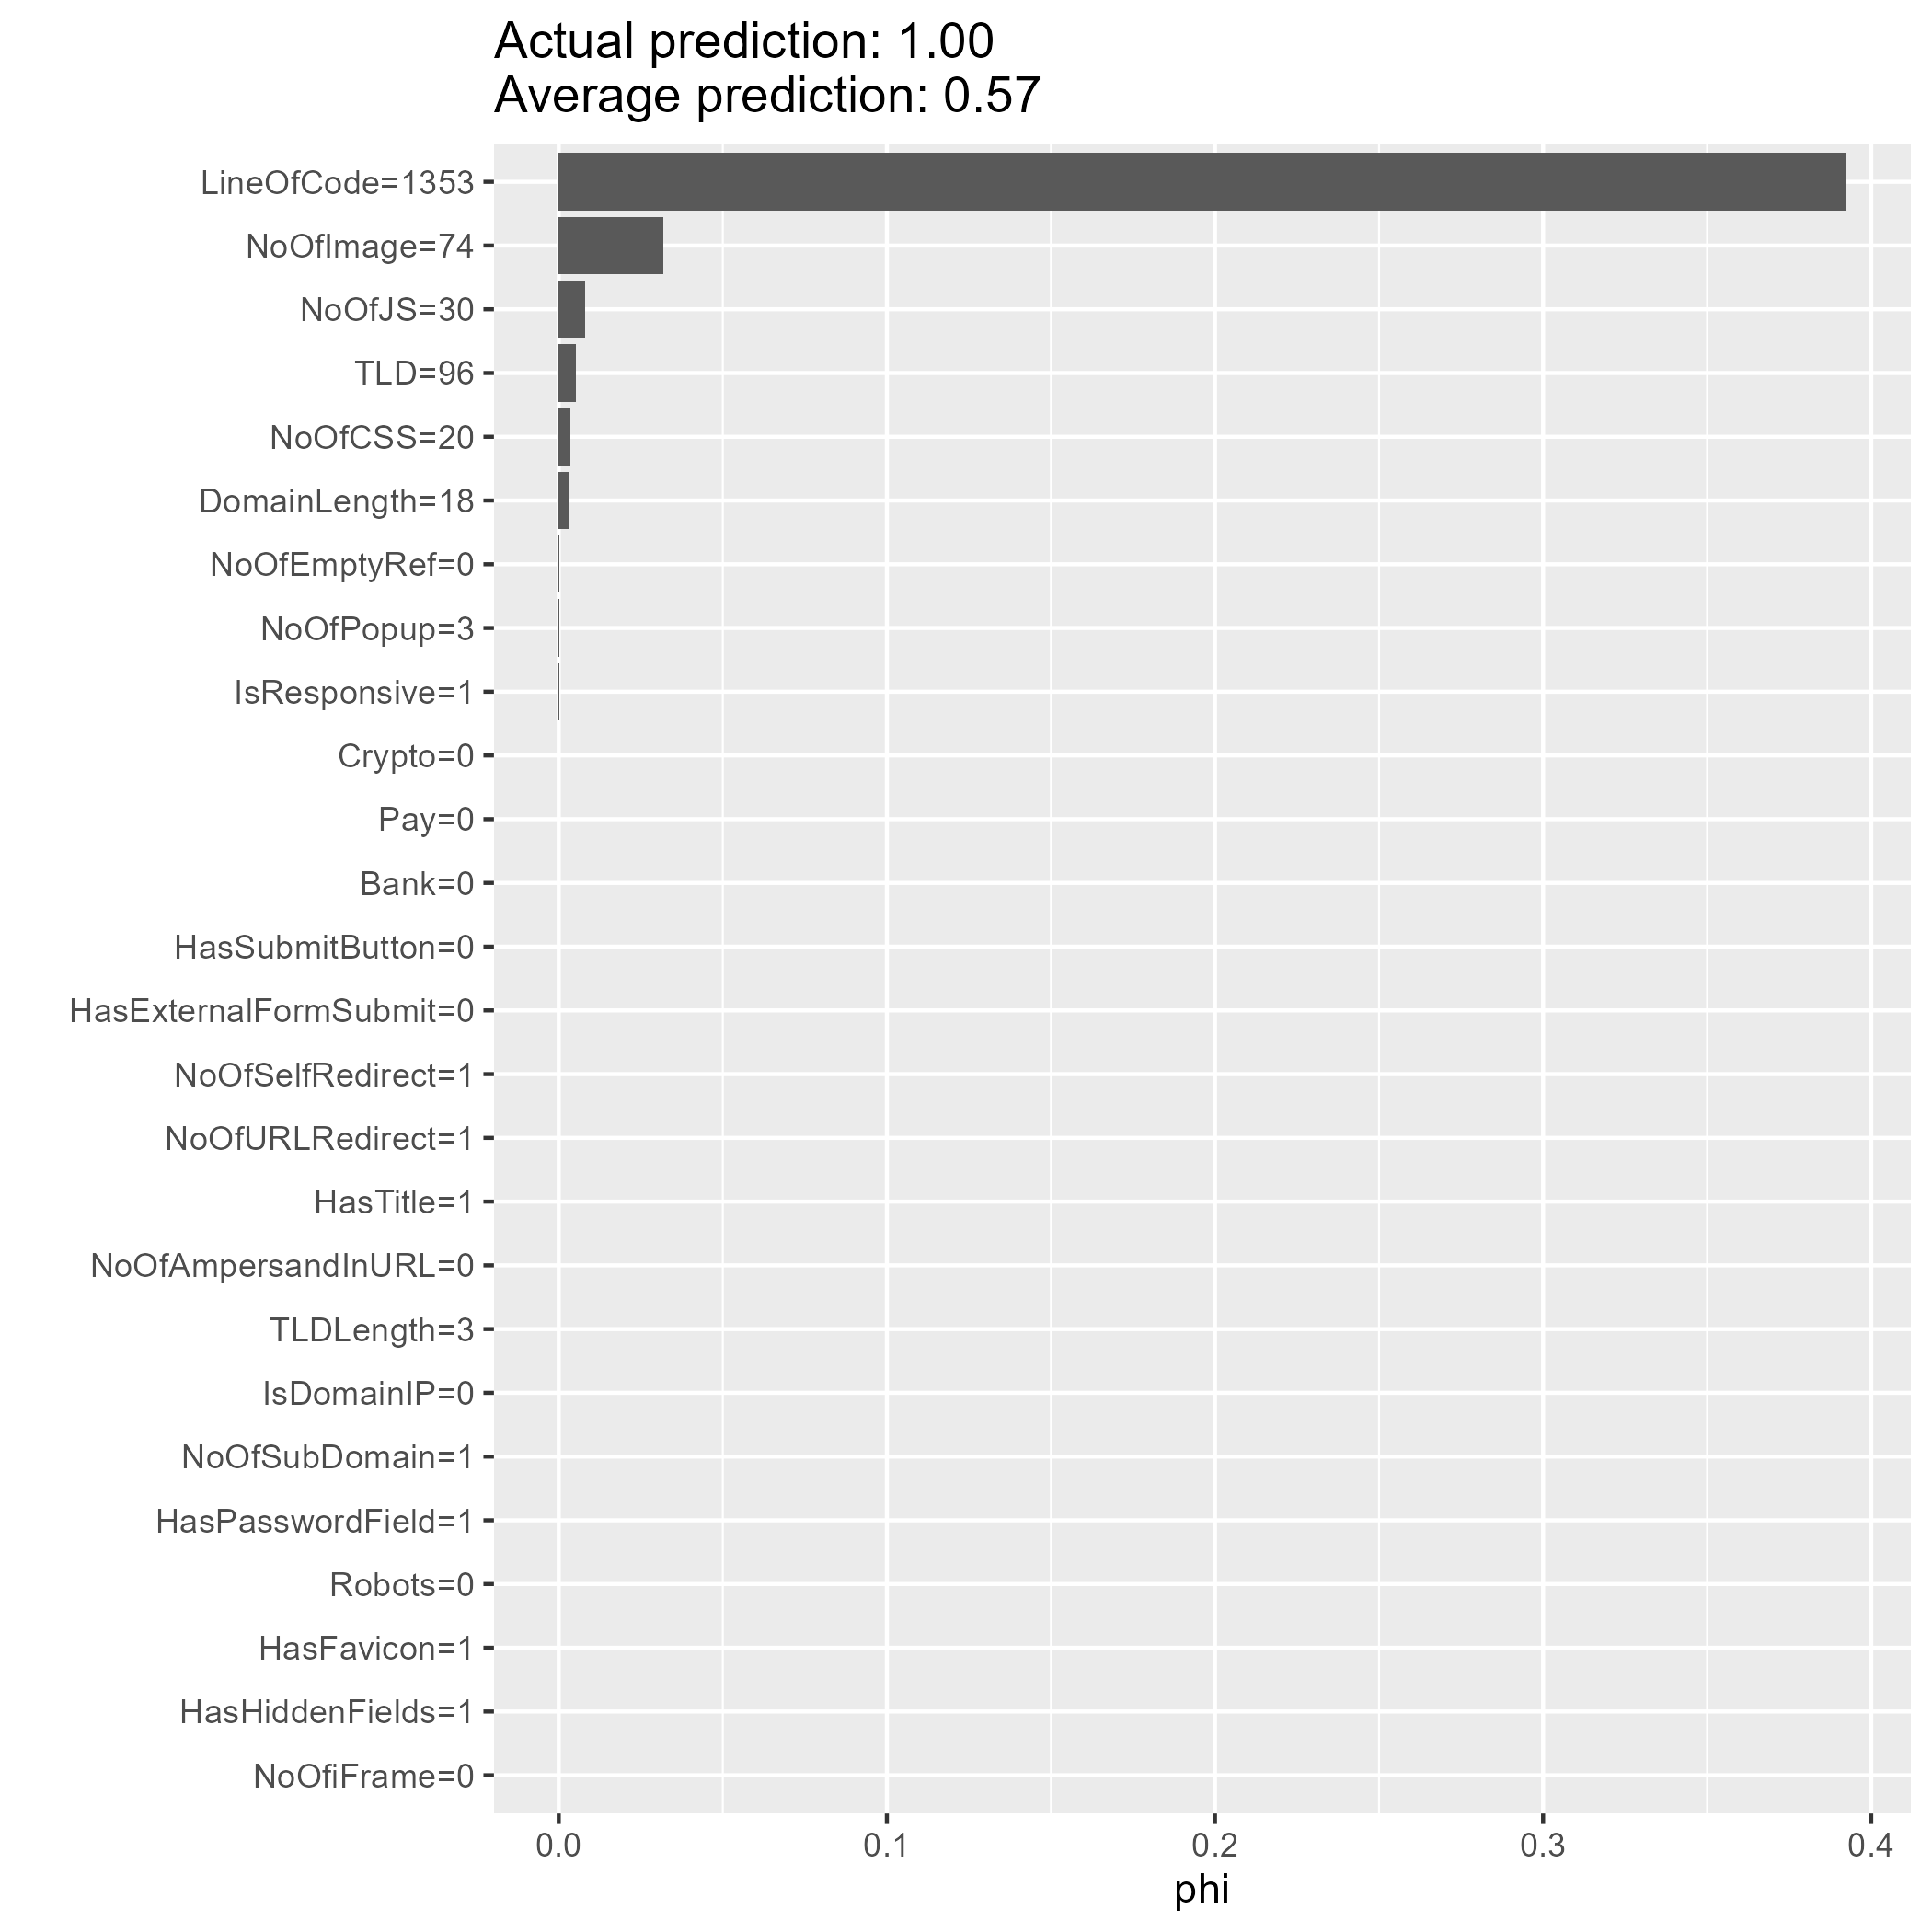 Actual prediction: 1.00
Average prediction: 0.57
LineOfCode=1353
NoOfImage=74
NoOfJS=30
TLD=96
NoOfCSS=20
DomainLength=18
NoOfEmptyRef=0
NoOfPopup=3
IsResponsive=1
Crypto=0
Pay=0
Bank=0
HasSubmitButton=0
HasExternalFormSubmit=0
NoOfSelfRedirect=1
NoOfURLRedirect=1
HasTitle=1
NoOfAmpersandInURL=0
TLDLength=3
IsDomainIP=0
NoOfSubDomain=1
HasPasswordField=1
Robots=0
HasFavicon=1
HasHiddenFields=1
NoOfiFrame=0
0.0 0.1 0.2 0.3 0.4
phi